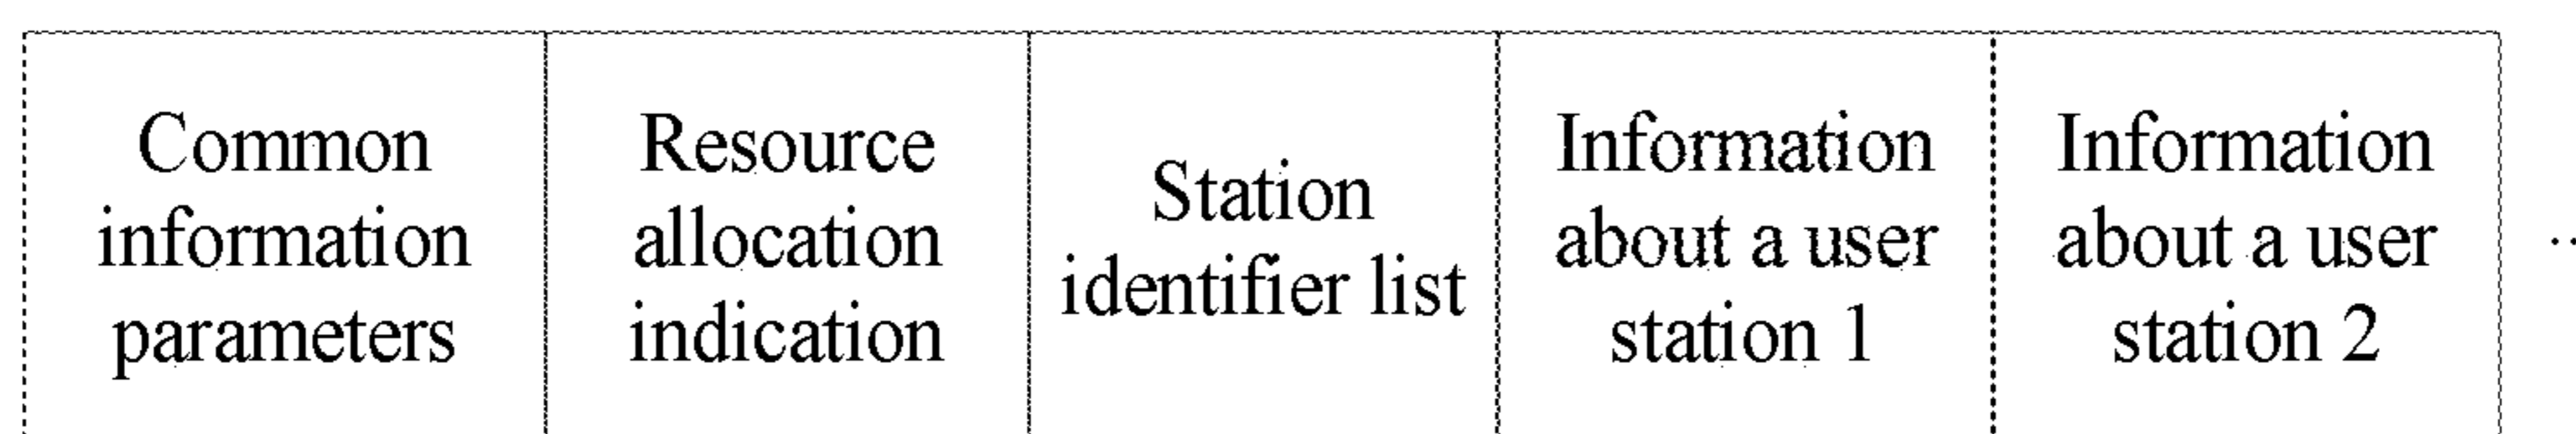 Common
information
parameters
Resource
allocation
indication
Station
identifier list
Information
about a user
station 1
Information
about a user
station 2
..